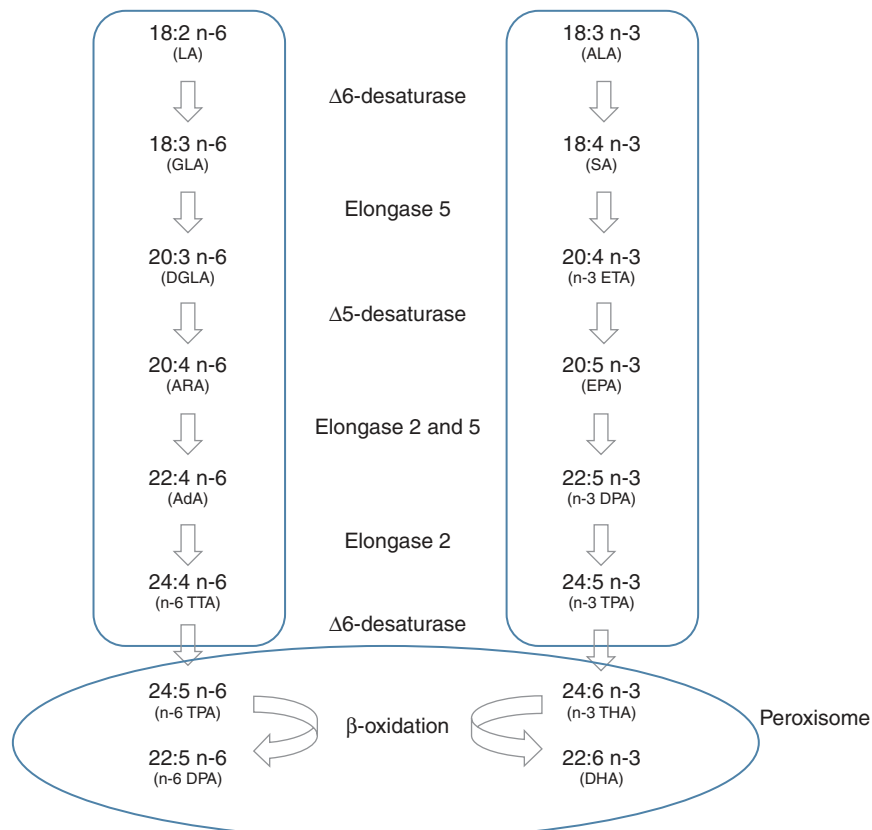 18:2 n-6
(LA)
18:3 n-3
(ALA)
Δ6-desaturase
18:3 n-6
(GLA)
18:4 n-3
(SA)
Elongase 5
20:3 n-6
(DGLA)
20:4 n-3
(n-3 ETA)
Δ5-desaturase
20:4 n-6
(ARA)
20:5 n-3
(EPA)
Elongase 2 and 5
22:4 n-6
(AdA)
22:5 n-3
(n-3 DPA)
Elongase 2
24:4 n-6
(n-6 TTA)
24:5 n-3
(n-3 TPA)
Δ6-desaturase
24:5 n-6
(n-6 TPA)
24:6 n-3
(n-3 THA)
β-oxidation
Peroxisome
22:5 n-6
(n-6 DPA)
22:6 n-3
(DHA)